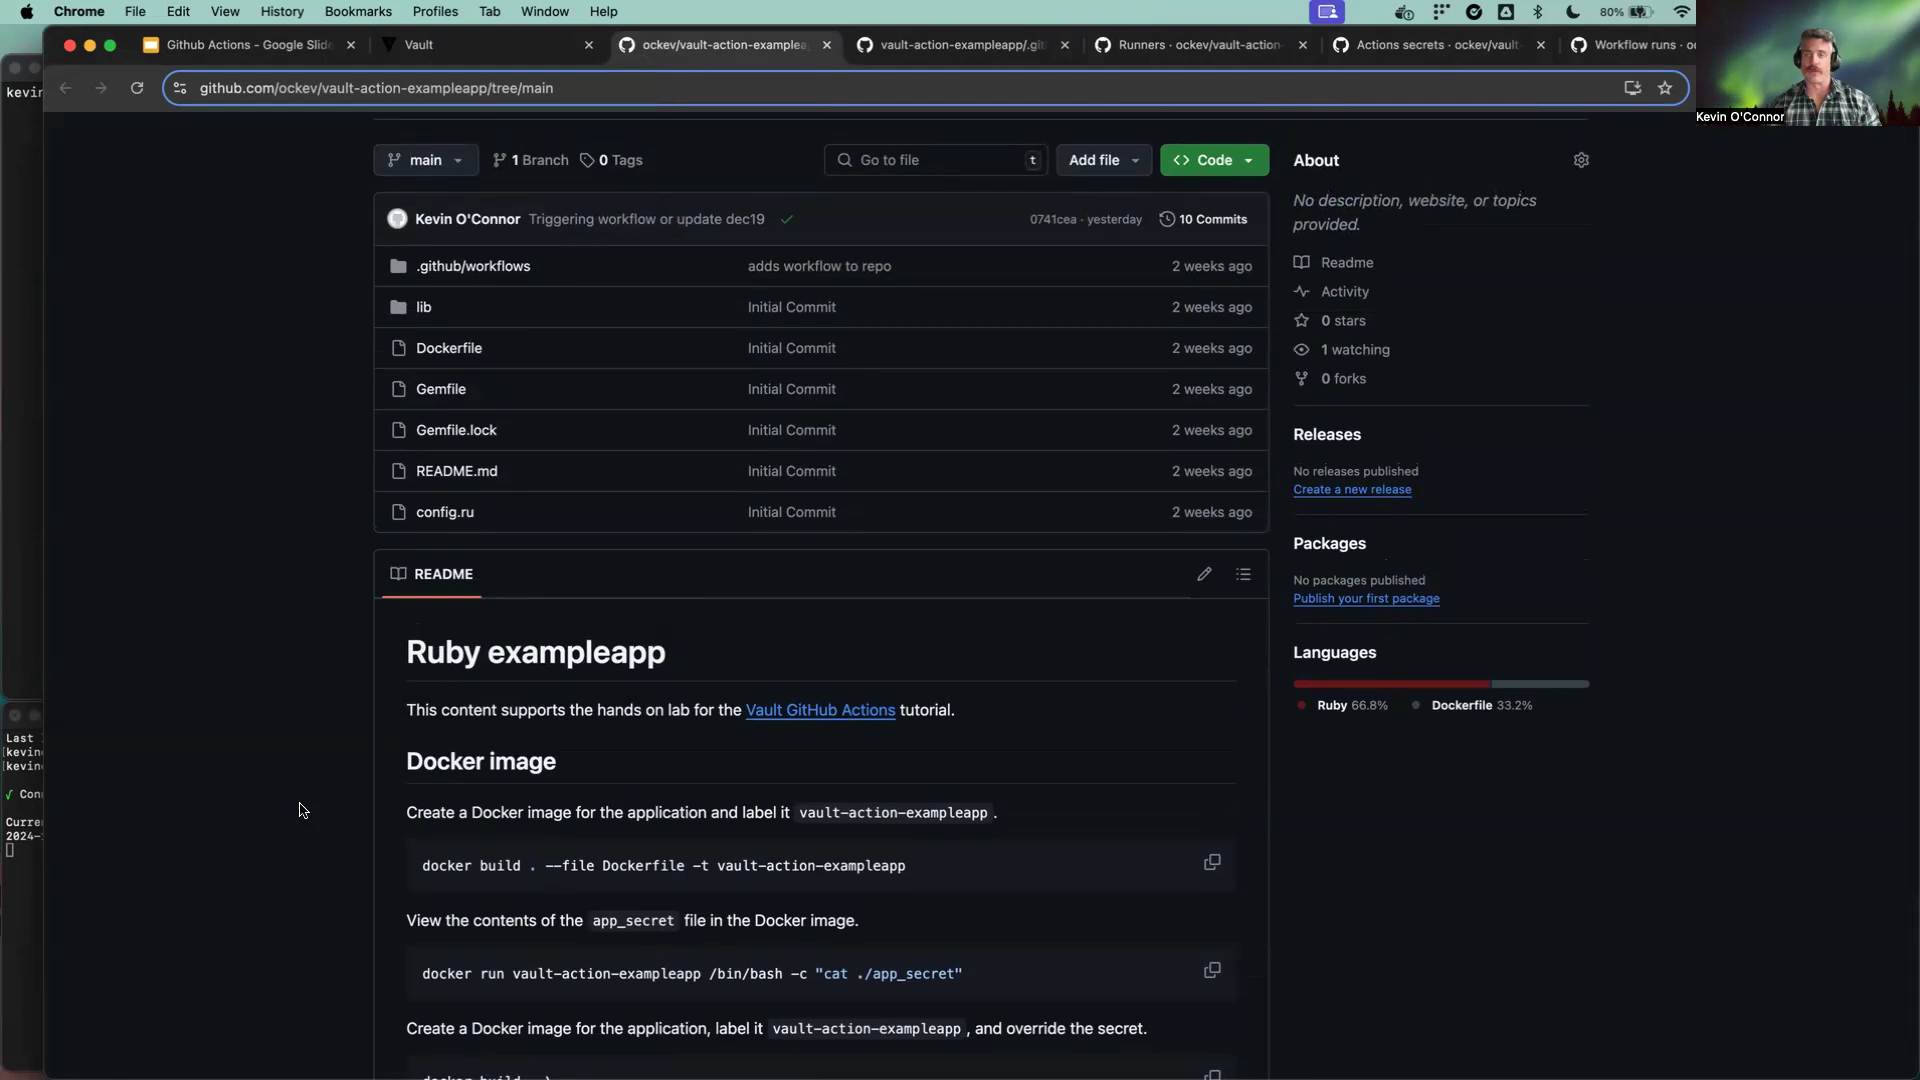 Chrome File Edit View History Bookmarks Profiles Tab Window Help 80%
Github Actions - Google Slid
Vault
ockev/vault-action-examplea
vault-action-exampleapp/.git
Runners · ockev/vault-action-
Actions secrets · ockev/vault
Workflow runs · oc
github.com/ockev/vault-action-exampleapp/tree/main
Kevin O'Connor
kevin
main 1 Branch 0 Tags Go to file t Add file Code
Kevin O'Connor Triggering workflow or update dec19 0741cea · yesterday 10 Commits
.github/workflows adds workflow to repo 2 weeks ago
lib Initial Commit 2 weeks ago
Dockerfile Initial Commit 2 weeks ago
Gemfile Initial Commit 2 weeks ago
Gemfile.lock Initial Commit 2 weeks ago
README.md Initial Commit 2 weeks ago
config.ru Initial Commit 2 weeks ago
README
Ruby exampleapp
This content supports the hands on lab for the Vault GitHub Actions tutorial.
Docker image
Create a Docker image for the application and label it vault-action-exampleapp .
docker build . --file Dockerfile -t vault-action-exampleapp
View the contents of the app_secret file in the Docker image.
docker run vault-action-exampleapp /bin/bash -c "cat ./app_secret"
Create a Docker image for the application, label it vault-action-exampleapp , and override the secret.
About
No description, website, or topics
provided.
Readme
Activity
0 stars
1 watching
0 forks
Releases
No releases published
Create a new release
Packages
No packages published
Publish your first package
Languages
Ruby 66.8% Dockerfile 33.2%
Last
[kevin
[kevin
√ Con
Curre
2024-